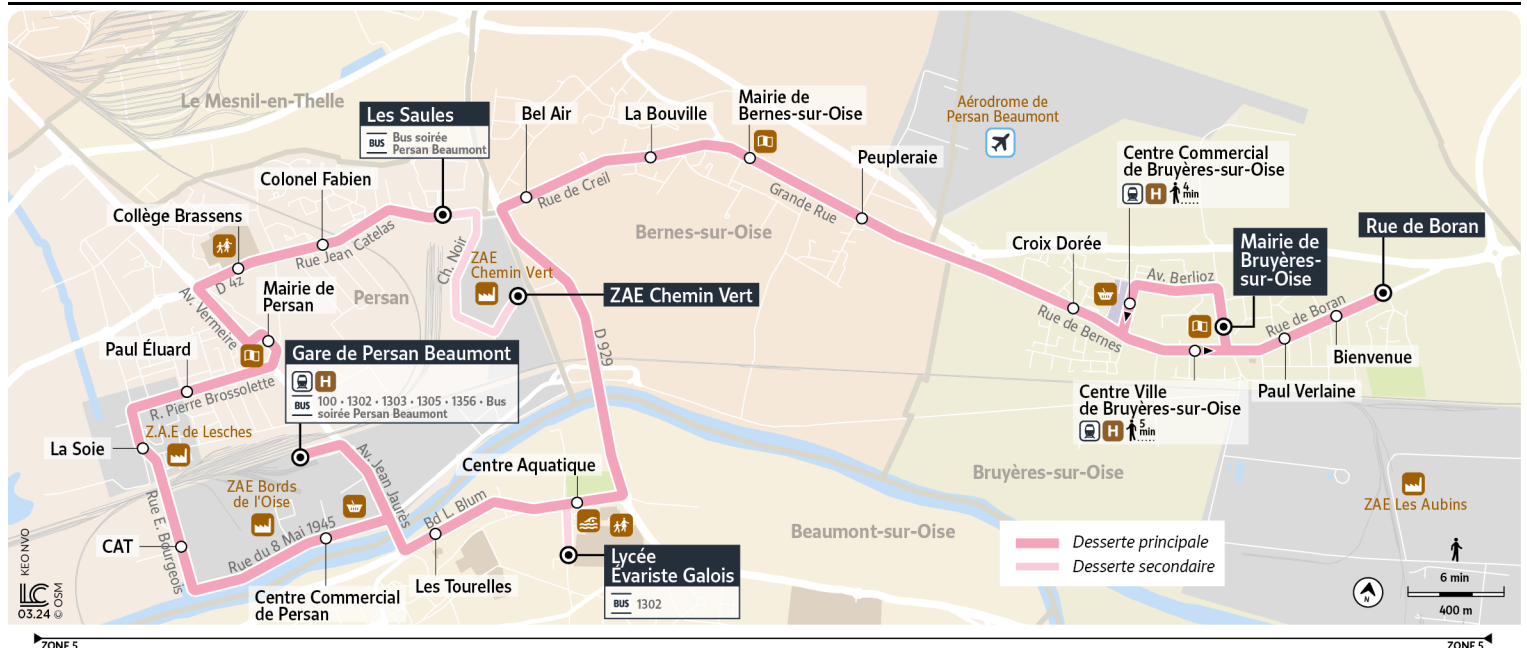 Le Mesnil-en-Thelle
Les Saules
BUS
Bus soirée
Persan Beaumont
Bel Air
La Bouville
Mairie de
Bernes-sur-Oise
Aérodrome de
Persan Beaumont
Peupleraie
Centre Commercial
de Bruyères-sur-Oise
H
4
min
Colonel Fabien
Collège Brassens
Rue Jean Catelas
D 4z
Ch. Noir
ZAE
Chemin Vert
Rue de Creil
Grande Rue
Bernes-sur-Oise
Croix Dorée
Mairie de
Bruyères-
sur-Oise
Rue de Boran
Av. Berlioz
Rue de Boran
Rue de Bernes
Bienvenue
Paul Verlaine
Centre Ville
de Bruyères-sur-Oise
H
5
min
Mairie de
Persan
Persan
Av. Vermeire
ZAE Chemin Vert
D 929
Paul Éluard
Gare de Persan Beaumont
H
BUS
100 • 1302 • 1303 • 1305 • 1356 • Bus
soirée Persan Beaumont
R. Pierre Brossolette
Z.A.E de Lesches
La Soie
ZAE Bords
de l'Oise
Av. Jean Jaurès
Centre Aquatique
Bd L. Blum
Rue E. Bourgeois
Rue du 8 Mai 1945
CAT
Centre Commercial
de Persan
Les Tourelles
Lycée
Évariste Galois
BUS
1302
Bruyères-sur-Oise
Beaumont-sur-Oise
ZAE Les Aubins
Desserte principale
Desserte secondaire
N
6 min
400 m
KEONVO
LC
03.24 © OSM
ZONE 5
ZONE 5